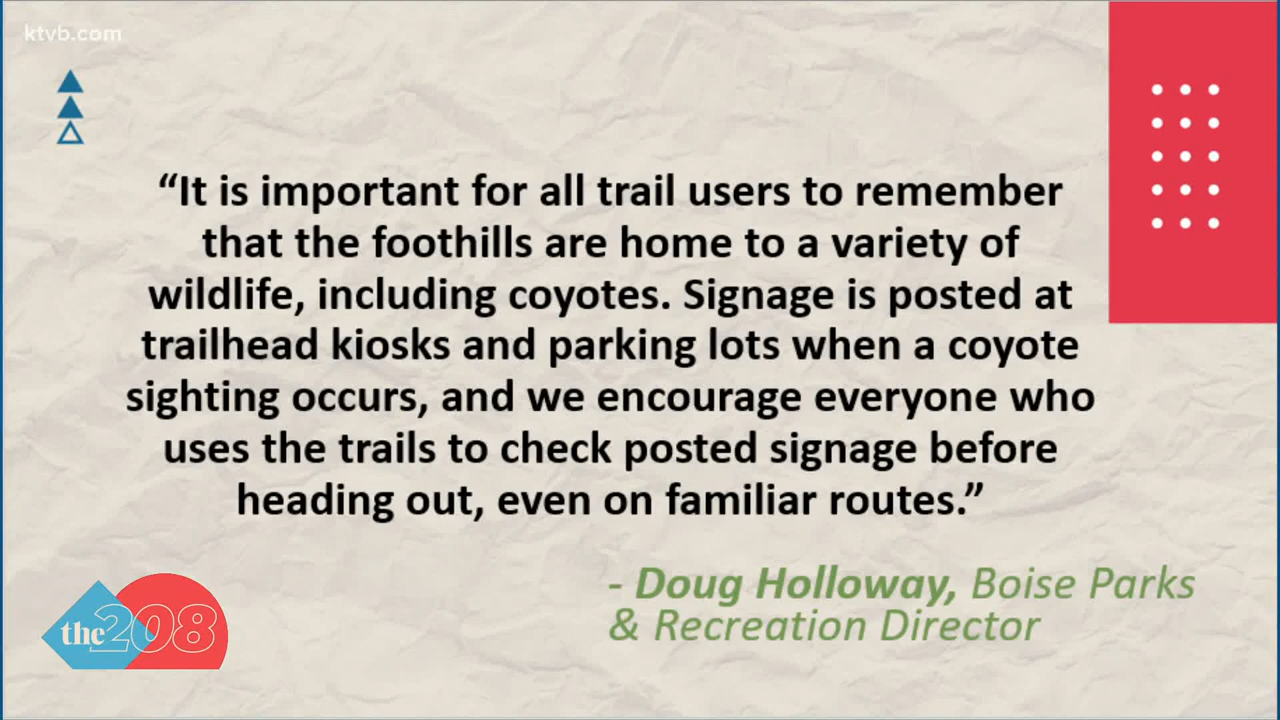 ktvb.com
“It is important for all trail users to remember
that the foothills are home to a variety of
wildlife, including coyotes. Signage is posted at
trailhead kiosks and parking lots when a coyote
sighting occurs, and we encourage everyone who
uses the trails to check posted signage before
heading out, even on familiar routes.”
- Doug Holloway, Boise Parks
& Recreation Director
the 208